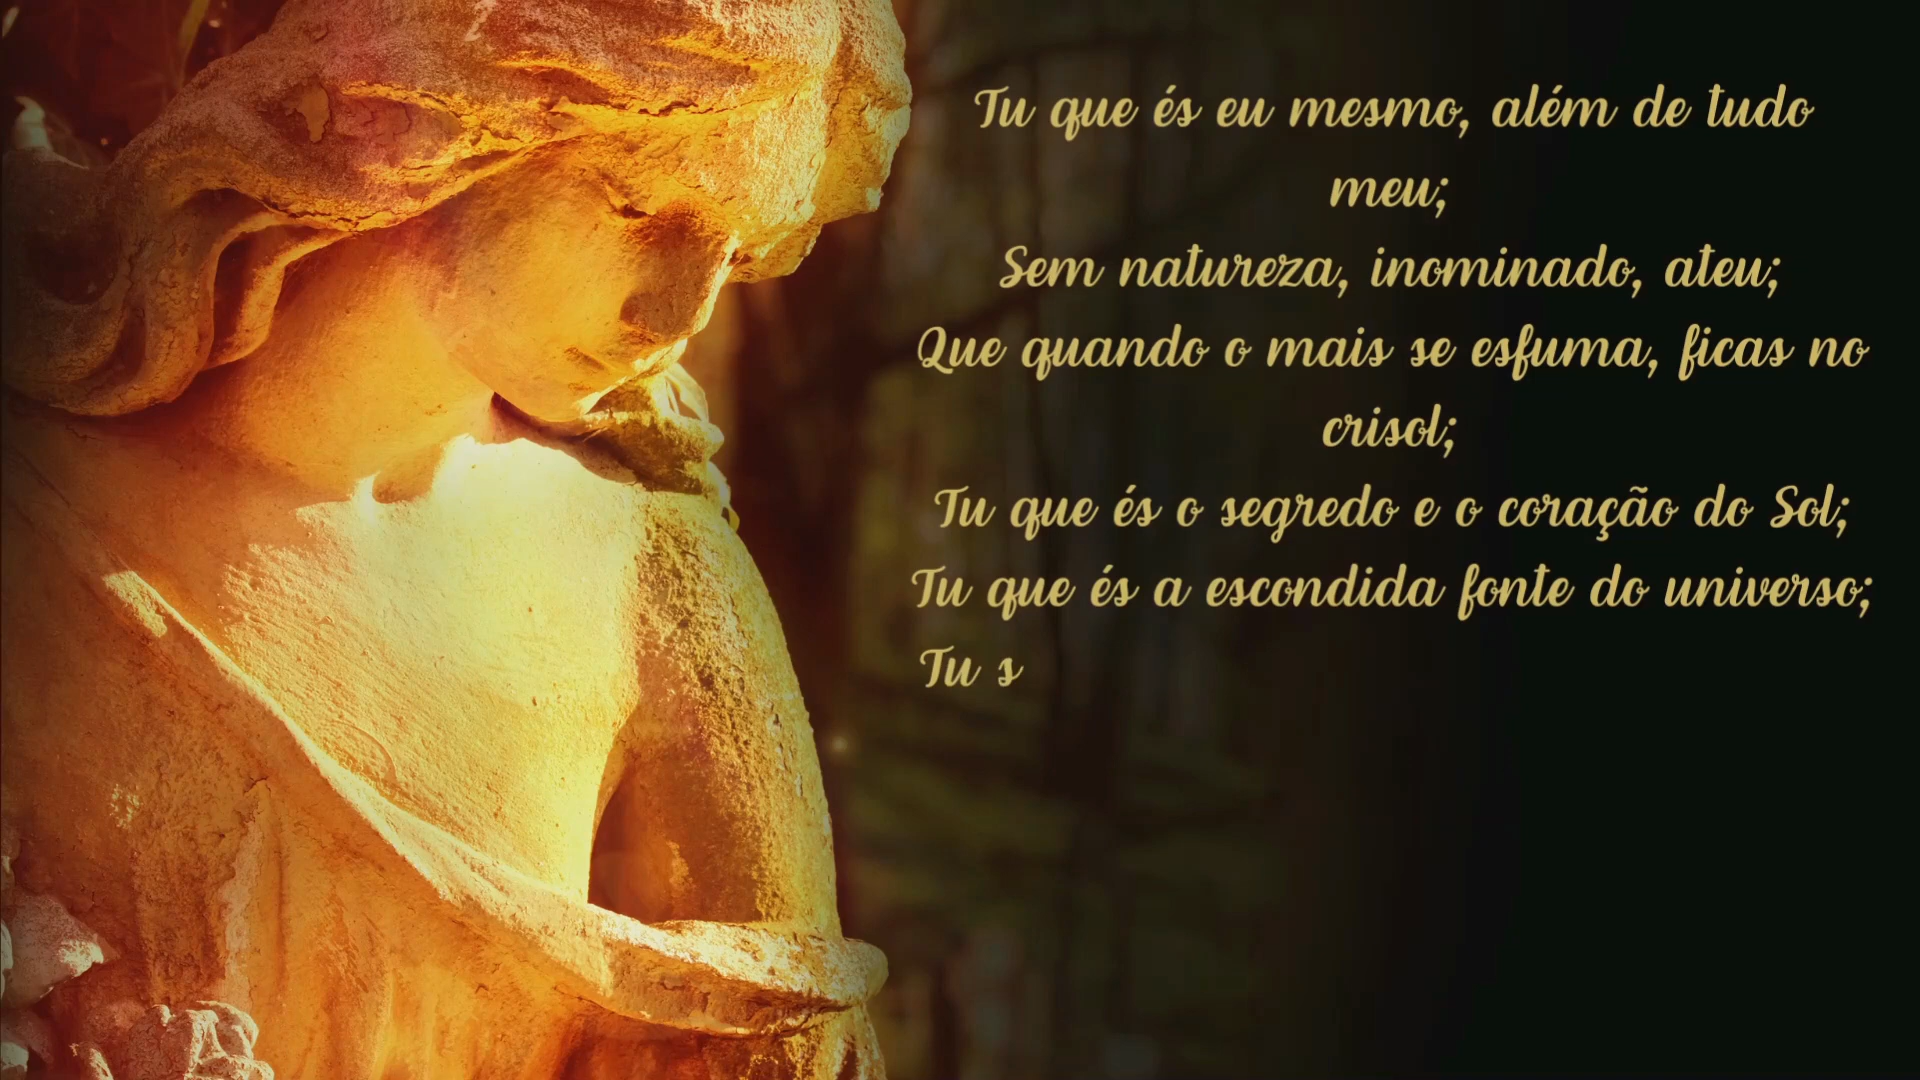 Tu que és eu mesmo, além de tudo
meu;
Sem natureza, inominado, ateu;
Que quando o mais se esfuma, ficas no
crisol;
Tu que és o segredo e o coração do Sol;
Tu que és a escondida fonte do universo;
Tu s